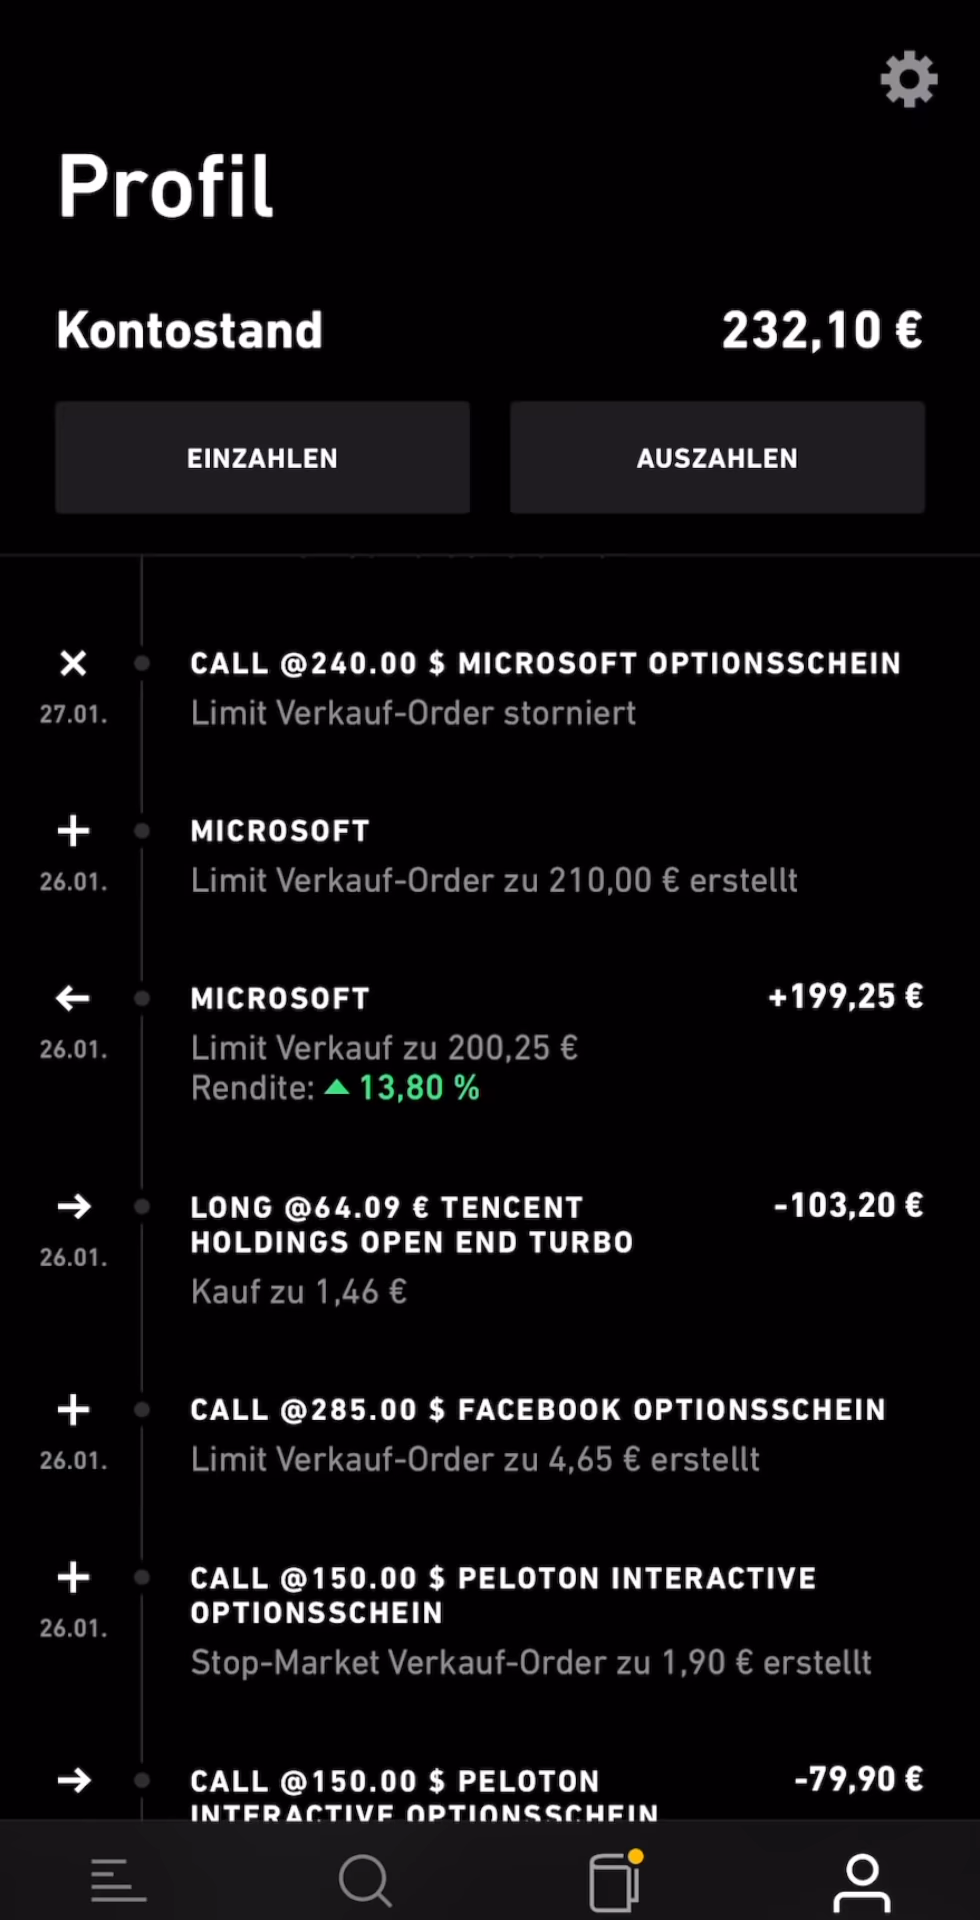 Profil
Kontostand 232,10 €
EINZAHLEN AUSZAHLEN
CALL @240.00 $ MICROSOFT OPTIONSSCHEIN
27.01. Limit Verkauf-Order storniert
MICROSOFT
26.01. Limit Verkauf-Order zu 210,00 € erstellt
MICROSOFT +199,25 €
26.01. Limit Verkauf zu 200,25 €
Rendite: ▲ 13,80 %
LONG @64.09 € TENCENT -103,20 €
HOLDINGS OPEN END TURBO
26.01.
Kauf zu 1,46 €
CALL @285.00 $ FACEBOOK OPTIONSSCHEIN
26.01. Limit Verkauf-Order zu 4,65 € erstellt
CALL @150.00 $ PELOTON INTERACTIVE
OPTIONSSCHEIN
26.01.
Stop-Market Verkauf-Order zu 1,90 € erstellt
CALL @150.00 $ PELOTON -79,90 €
INTERACTIVE OPTIONSSCHEIN